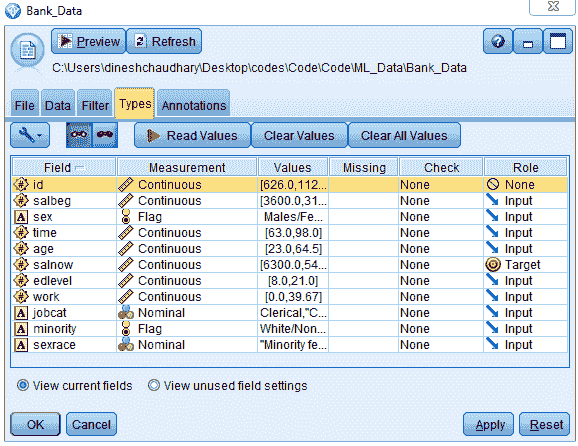 Bank_Data
Preview Refresh
C:\Users\dineshchaudhary\Desktop\codes\Code\Code\ML_Data\Bank_Data
File Data Filter Types Annotations
Read Values Clear Values Clear All Values
Field Measurement Values Missing Check Role
id Continuous [626.0,112... None None
salbeg Continuous [3600.0,31... None Input
sex Flag Males/Fe... None Input
time Continuous [63.0,98.0] None Input
age Continuous [23.0,64.5] None Input
salnow Continuous [6300.0,54... None Target
edlevel Continuous [8.0,21.0] None Input
work Continuous [0.0,39.67] None Input
jobcat Nominal Clerical,"C... None Input
minority Flag White/Non... None Input
sexrace Nominal "Minority fe... None Input
View current fields View unused field settings
OK Cancel Apply Reset